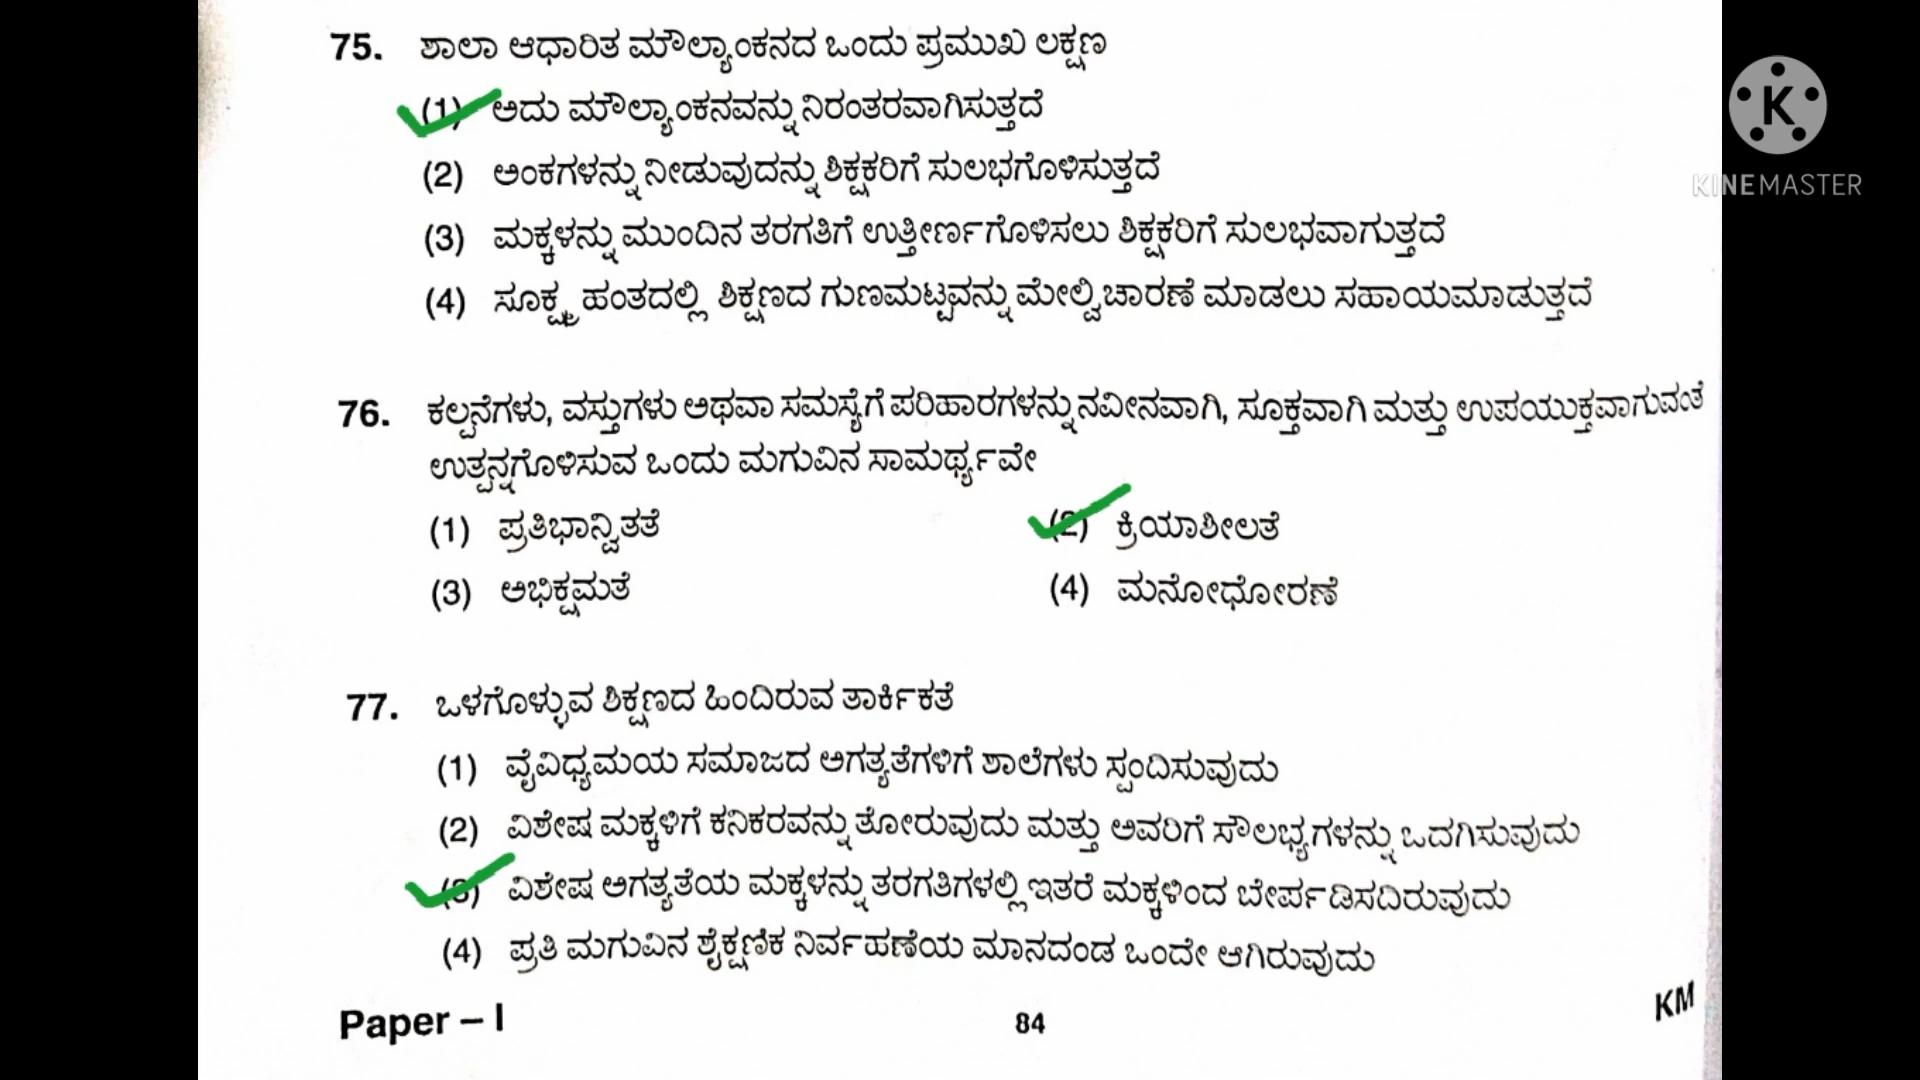 75. ಶಾಲಾ ಆಧಾರಿತ ಮೌಲ್ಯಾಂಕನದ ಒಂದು ಪ್ರಮುಖ ಲಕ್ಷಣ
(1) ಅದು ಮೌಲ್ಯಾಂಕನವನ್ನು ನಿರಂತರವಾಗಿಸುತ್ತದೆ
(2) ಅಂಕಗಳನ್ನು ನೀಡುವುದನ್ನು ಶಿಕ್ಷಕರಿಗೆ ಸುಲಭಗೊಳಿಸುತ್ತದೆ
(3) ಮಕ್ಕಳನ್ನು ಮುಂದಿನ ತರಗತಿಗೆ ಉತ್ತೀರ್ಣಗೊಳಿಸಲು ಶಿಕ್ಷಕರಿಗೆ ಸುಲಭವಾಗುತ್ತದೆ
(4) ಸೂಕ್ಷ್ಮ ಹಂತದಲ್ಲಿ ಶಿಕ್ಷಣದ ಗುಣಮಟ್ಟವನ್ನು ಮೇಲ್ವಿಚಾರಣೆ ಮಾಡಲು ಸಹಾಯಮಾಡುತ್ತದೆ
76. ಕಲ್ಪನೆಗಳು, ವಸ್ತುಗಳು ಅಥವಾ ಸಮಸ್ಯೆಗೆ ಪರಿಹಾರಗಳನ್ನು ನವೀನವಾಗಿ, ಸೂಕ್ತವಾಗಿ ಮತ್ತು ಉಪಯುಕ್ತವಾಗುವಂತೆ
ಉತ್ಪನ್ನಗೊಳಿಸುವ ಒಂದು ಮಗುವಿನ ಸಾಮರ್ಥ್ಯವೇ
(1) ಪ್ರತಿಭಾನ್ವಿತತೆ (2) ಕ್ರಿಯಾಶೀಲತೆ
(3) ಅಭಿಕ್ಷಮತೆ (4) ಮನೋಧೋರಣೆ
77. ಒಳಗೊಳ್ಳುವ ಶಿಕ್ಷಣದ ಹಿಂದಿರುವ ತಾರ್ಕಿಕತೆ
(1) ವೈವಿಧ್ಯಮಯ ಸಮಾಜದ ಅಗತ್ಯತೆಗಳಿಗೆ ಶಾಲೆಗಳು ಸ್ಪಂದಿಸುವುದು
(2) ವಿಶೇಷ ಮಕ್ಕಳಿಗೆ ಕನಿಕರವನ್ನು ತೋರುವುದು ಮತ್ತು ಅವರಿಗೆ ಸೌಲಭ್ಯಗಳನ್ನು ಒದಗಿಸುವುದು
(3) ವಿಶೇಷ ಅಗತ್ಯತೆಯ ಮಕ್ಕಳನ್ನು ತರಗತಿಗಳಲ್ಲಿ ಇತರೆ ಮಕ್ಕಳಿಂದ ಬೇರ್ಪಡಿಸದಿರುವುದು
(4) ಪ್ರತಿ ಮಗುವಿನ ಶೈಕ್ಷಣಿಕ ನಿರ್ವಹಣೆಯ ಮಾನದಂಡ ಒಂದೇ ಆಗಿರುವುದು
Paper – I 84 KM
K
KINEMASTER